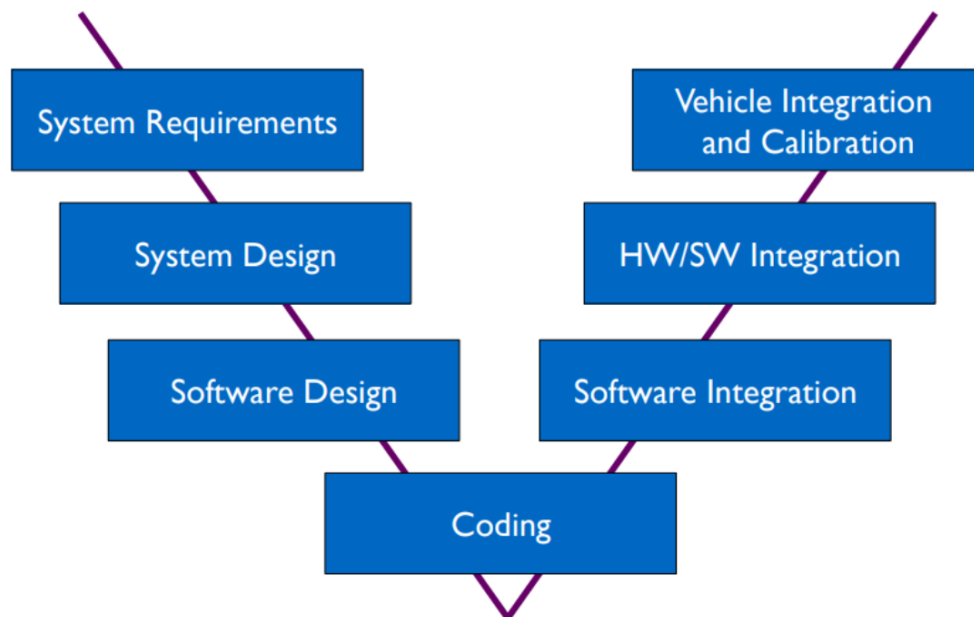 System Requirements
Vehicle Integration
and Calibration
System Design
HW/SW Integration
Software Design
Software Integration
Coding